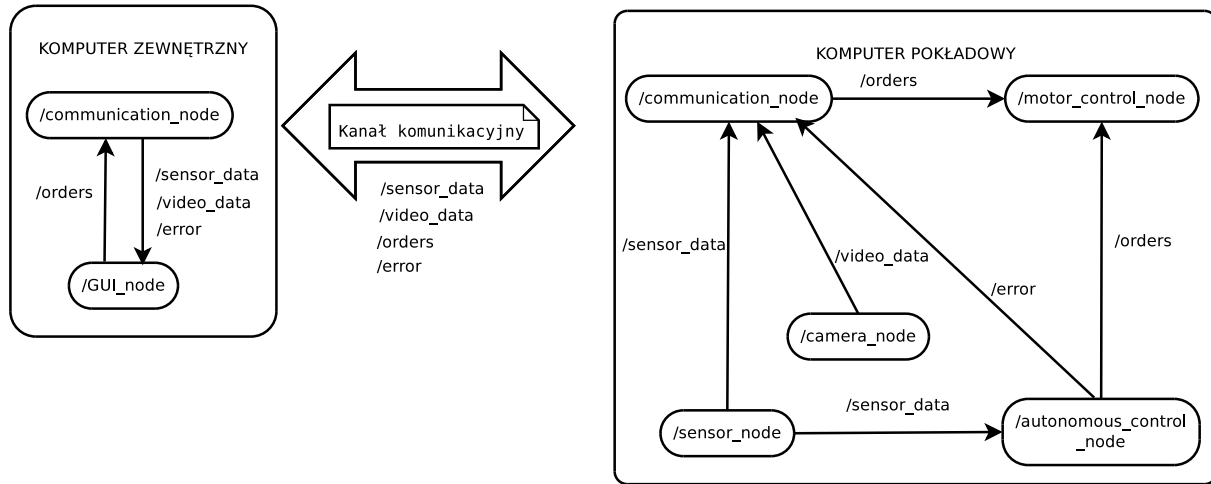 KOMPUTER ZEWNĘTRZNY
/communication_node
/orders
/sensor_data
/video_data
/error
/GUI_node
Kanał komunikacyjny
/sensor_data
/video_data
/orders
/error
KOMPUTER POKŁADOWY
/communication_node
/orders
/motor_control_node
/sensor_data
/video_data
/error
/orders
/camera_node
/sensor_node
/sensor_data
/autonomous_control
_node